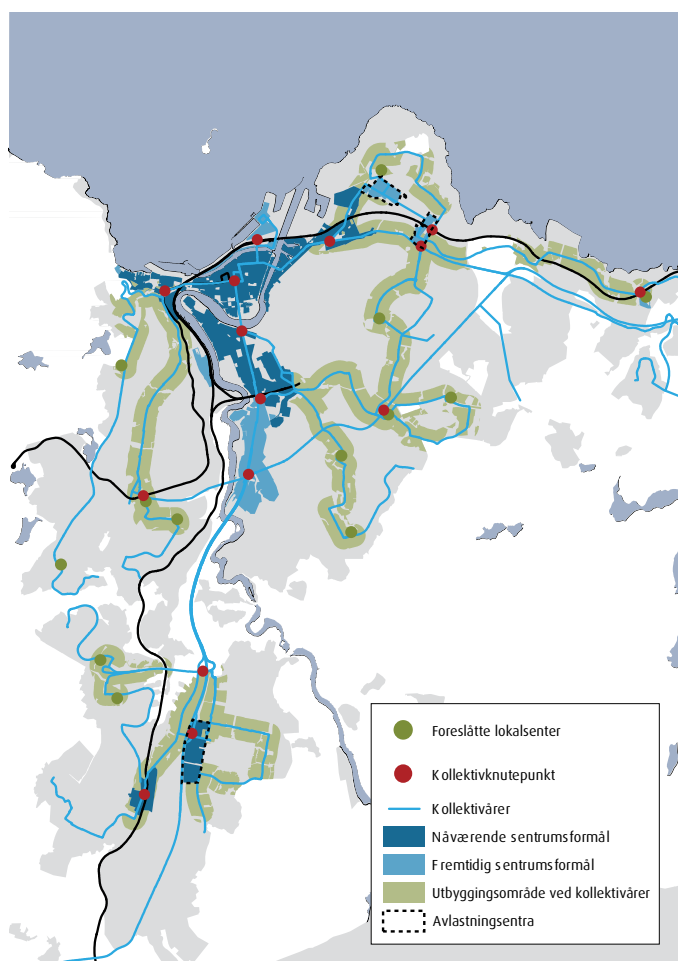 Foreslåtte lokalsenter
Kollektivknutepunkt
Kollektivårer
Nåværende sentrumsformål
Fremtidig sentrumsformål
Utbyggingsområde ved kollektivårer
Avlastningsentra